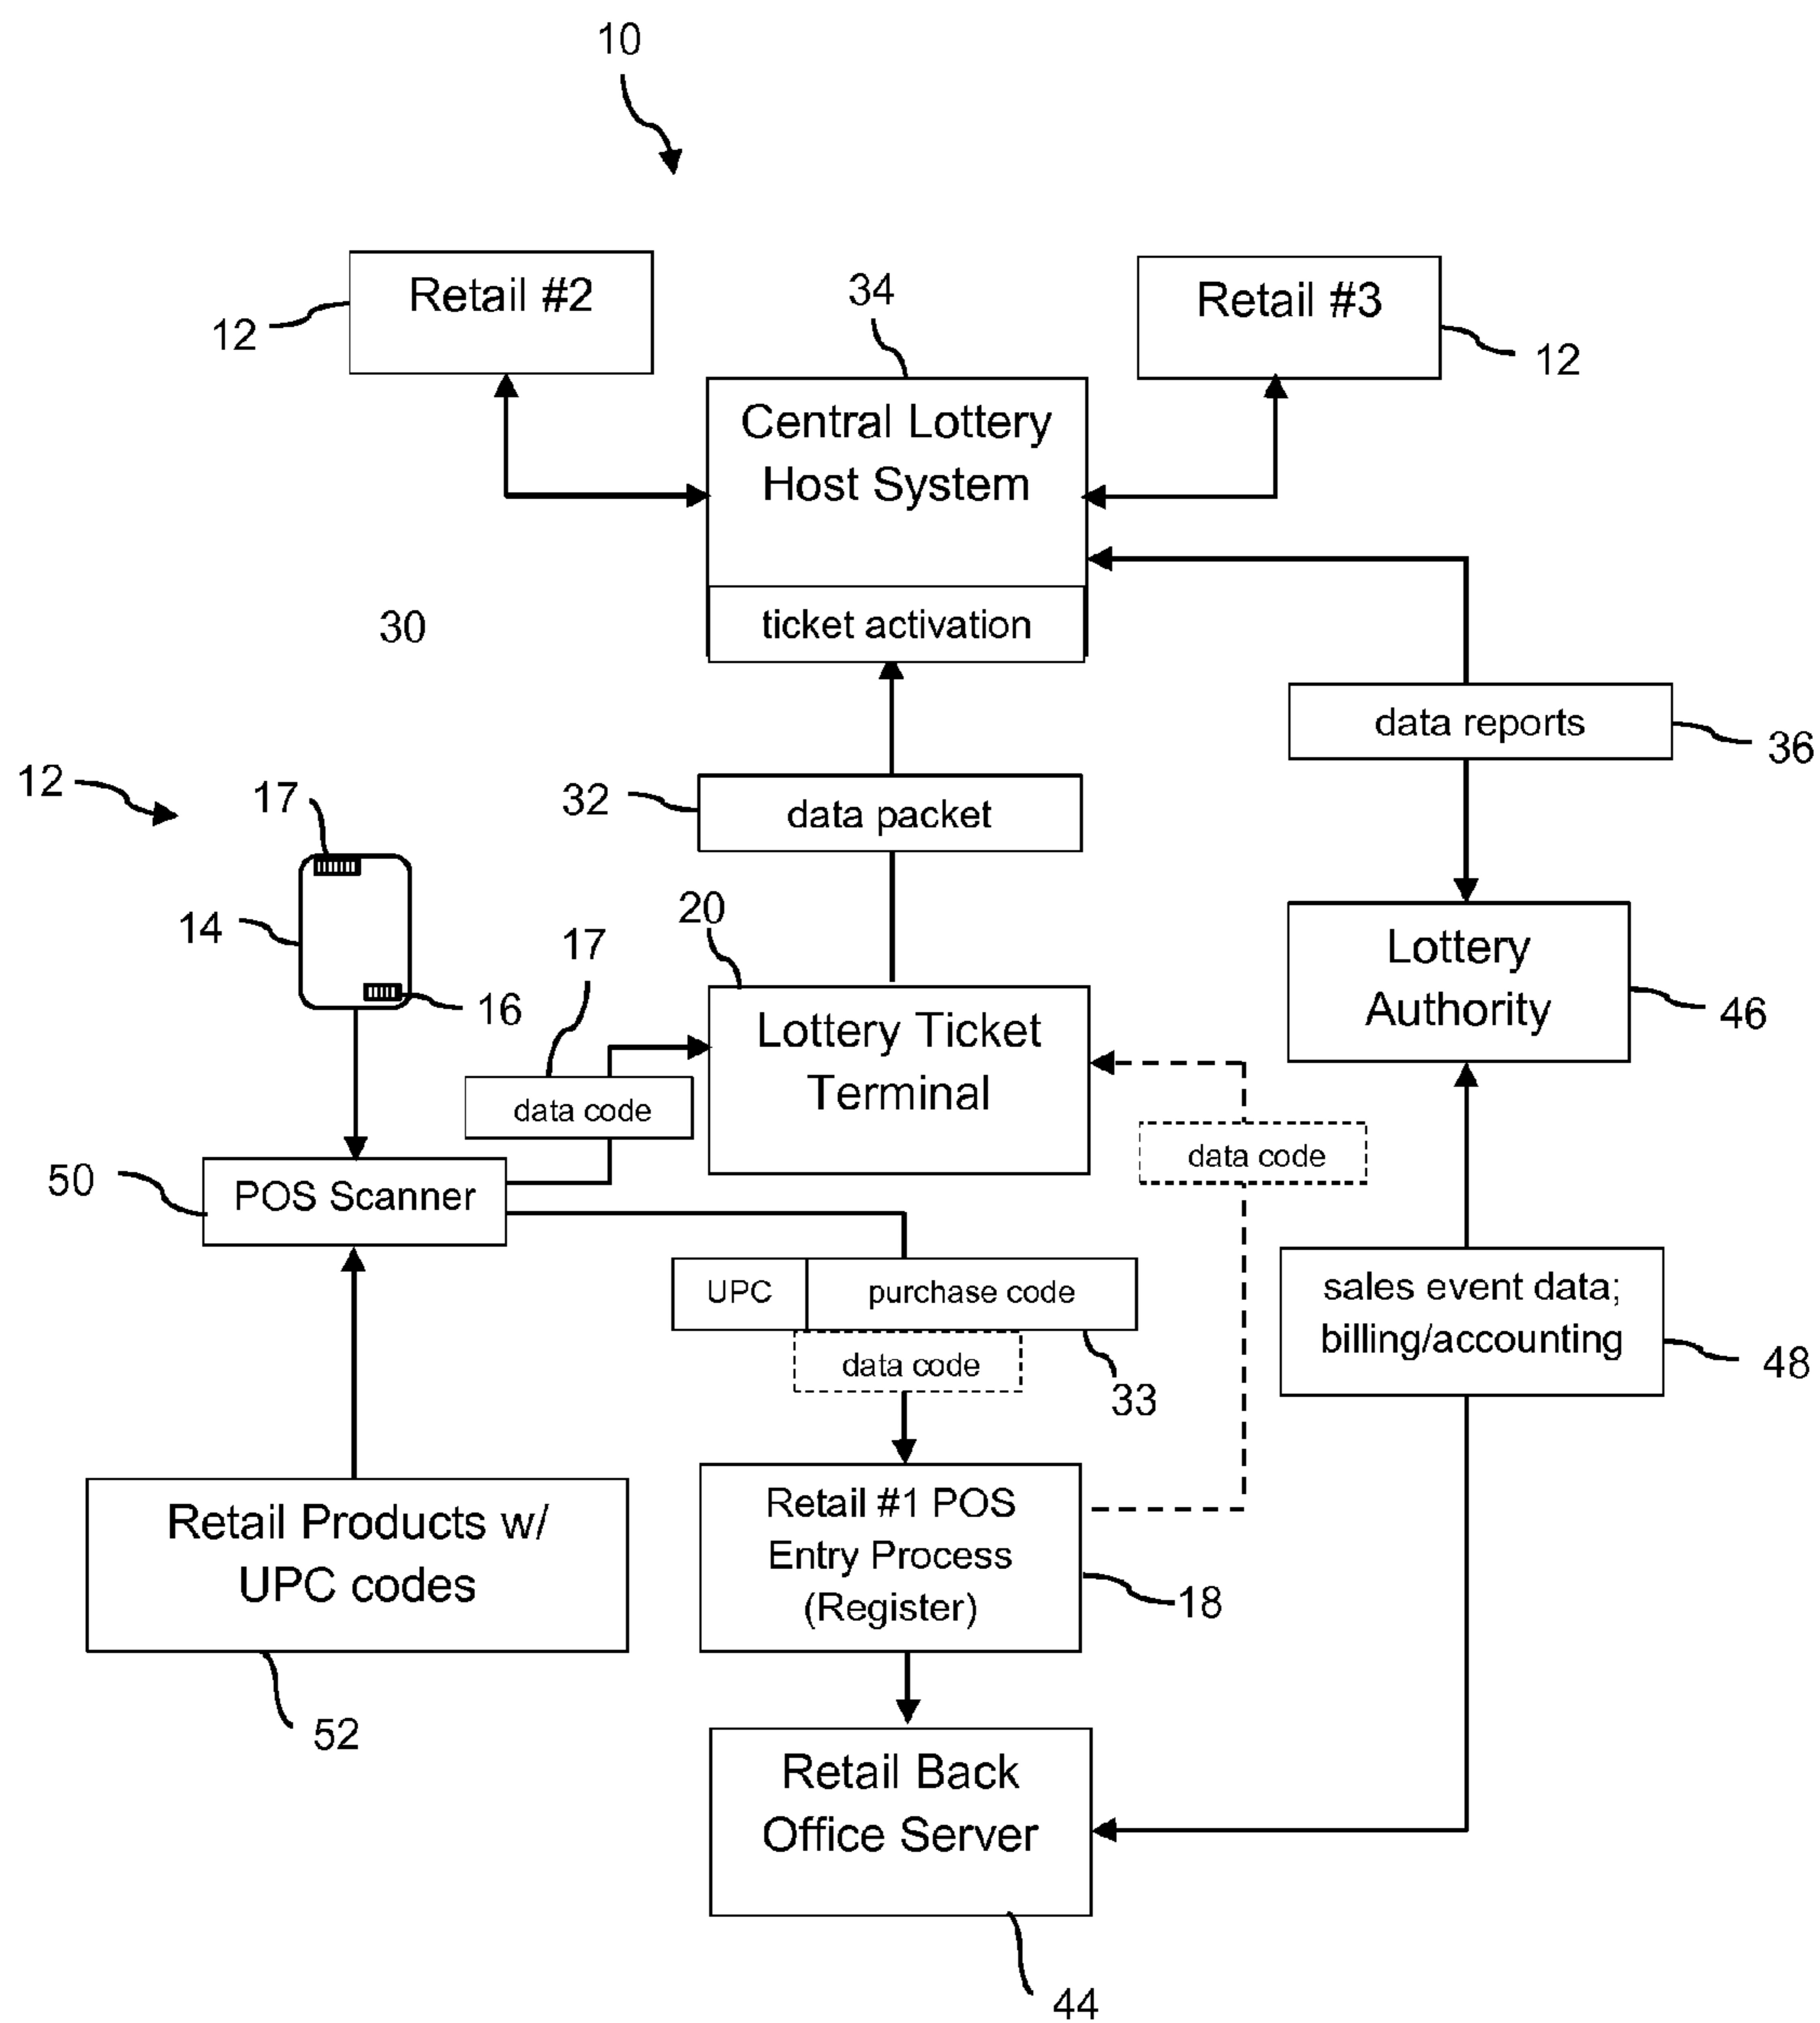 10
Retail #2
12
34
Retail #3
12
Central Lottery
Host System
ticket activation
30
data reports
36
12
17
32
data packet
14
16
20
17
Lottery Ticket
Terminal
Lottery
Authority
46
data code
data code
50
POS Scanner
UPC
purchase code
data code
33
sales event data;
billing/accounting
48
Retail Products w/
UPC codes
52
Retail #1 POS
Entry Process
(Register)
18
Retail Back
Office Server
44